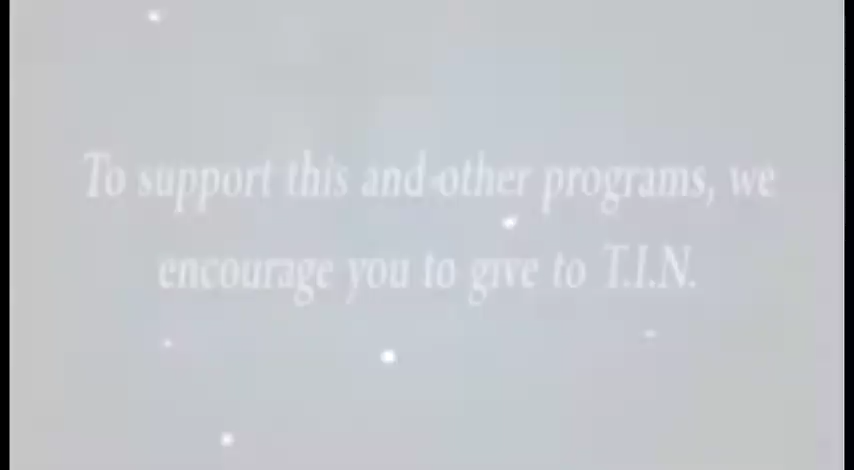 To support this and other programs, we
encourage you to give to T.I.N.